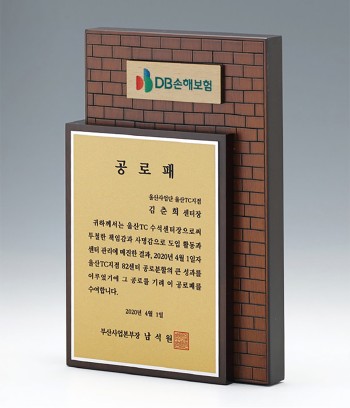 DB손해보험
공로패
울산사업단 울산TC지점
김준희 센터장
귀하께서는 울산TC 수석센터장으로써
투철한 책임감과 사명감으로 도입 활동과
센터 관리에 매진한 결과, 2020년 4월 1일자
울산TC지점 82센터 공로분할의 큰 성과를
이루었기에 그 공로를 기려 이 공로패를
수여합니다.
2020년 4월 1일
부산사업본부장 남석원